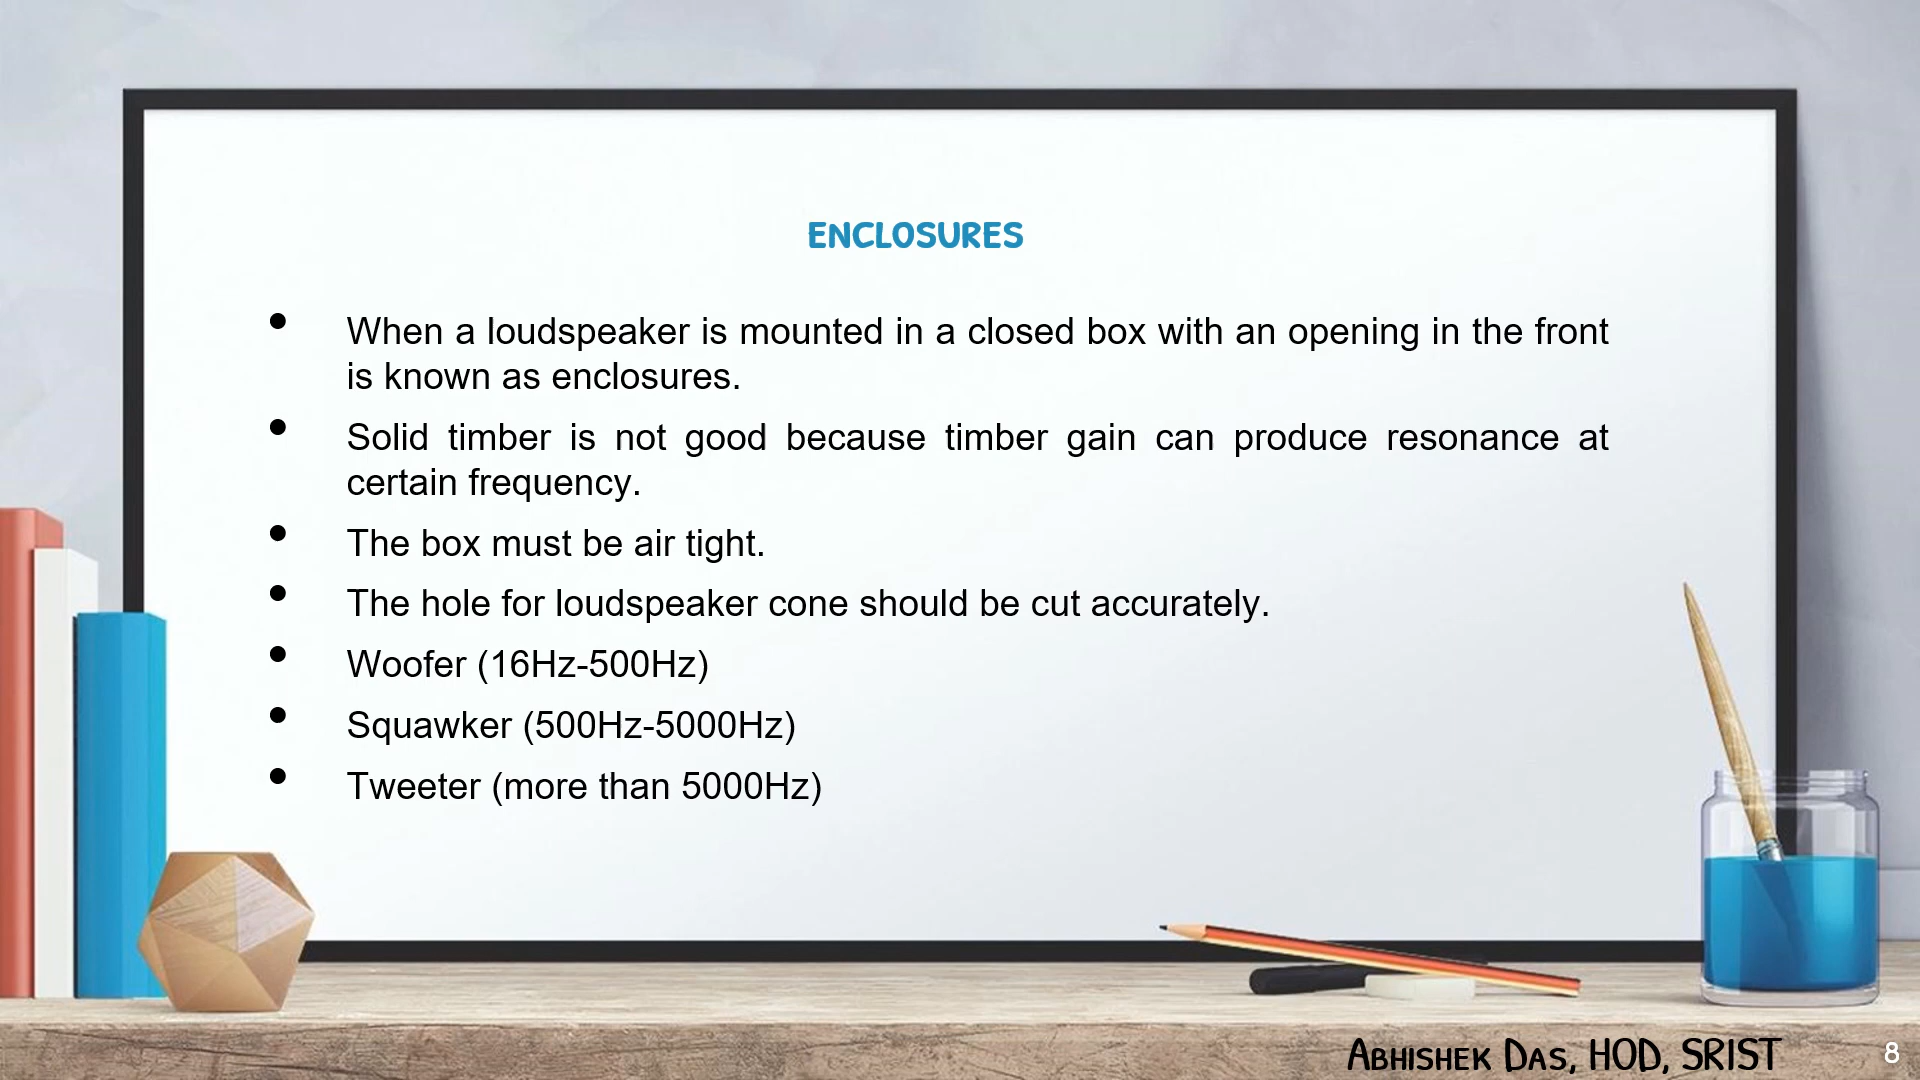 ENCLOSURES
• When a loudspeaker is mounted in a closed box with an opening in the front
is known as enclosures.
• Solid timber is not good because timber gain can produce resonance at
certain frequency.
• The box must be air tight.
• The hole for loudspeaker cone should be cut accurately.
• Woofer (16Hz-500Hz)
• Squawker (500Hz-5000Hz)
• Tweeter (more than 5000Hz)
Abhishek Das, HOD, SRIST
8